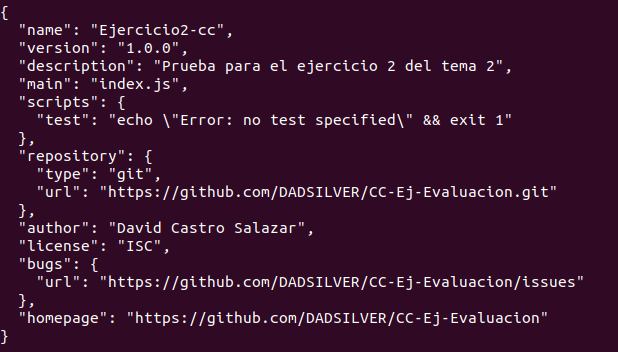 {
  "name": "Ejercicio2-cc",
  "version": "1.0.0",
  "description": "Prueba para el ejercicio 2 del tema 2",
  "main": "index.js",
  "scripts": {
    "test": "echo \"Error: no test specified\" && exit 1"
  },
  "repository": {
    "type": "git",
    "url": "https://github.com/DADSILVER/CC-Ej-Evaluacion.git"
  },
  "author": "David Castro Salazar",
  "license": "ISC",
  "bugs": {
    "url": "https://github.com/DADSILVER/CC-Ej-Evaluacion/issues"
  },
  "homepage": "https://github.com/DADSILVER/CC-Ej-Evaluacion"
}